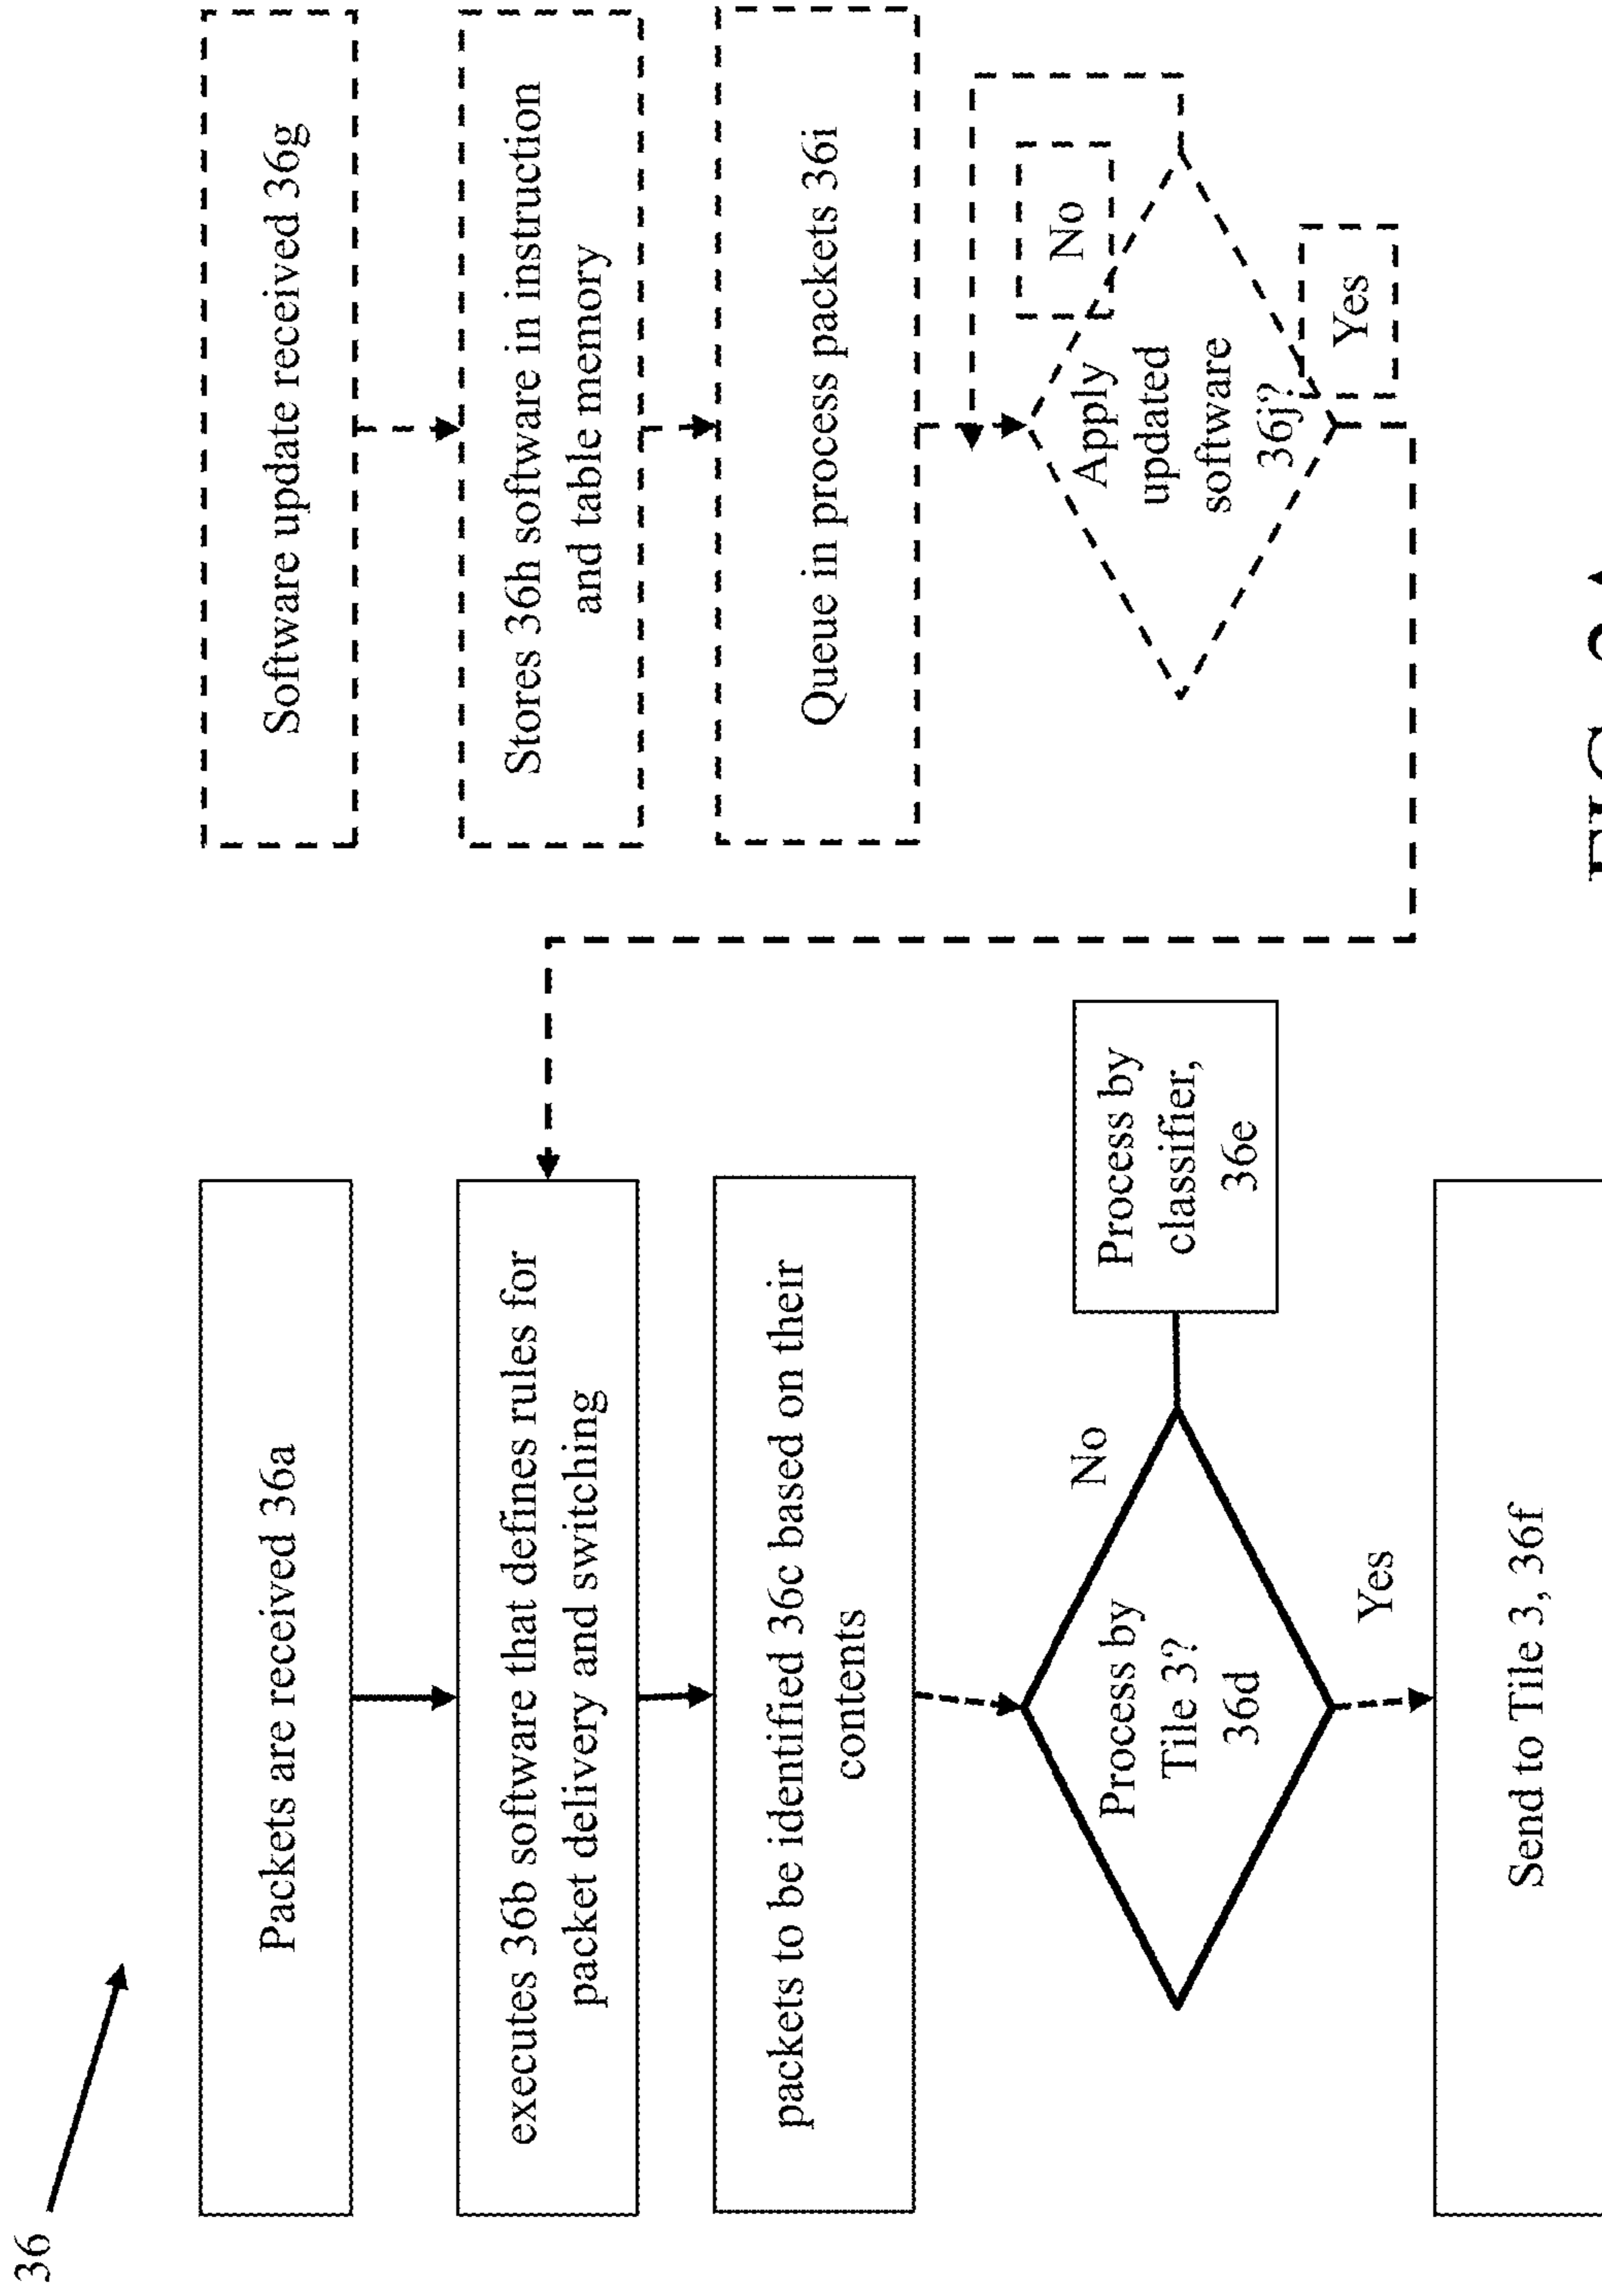 36
Packets are received 36a
executes 36b software that defines rules for
packet delivery and switching
packets to be identified 36c based on their
contents
Process by
Tile 3?
36d
No
Process by
classifier,
36e
Yes
Send to Tile 3, 36f
Software update received 36g
Stores 36h software in instruction
and table memory
Queue in process packets 36i
Apply
updated
software
36j?
No
Yes